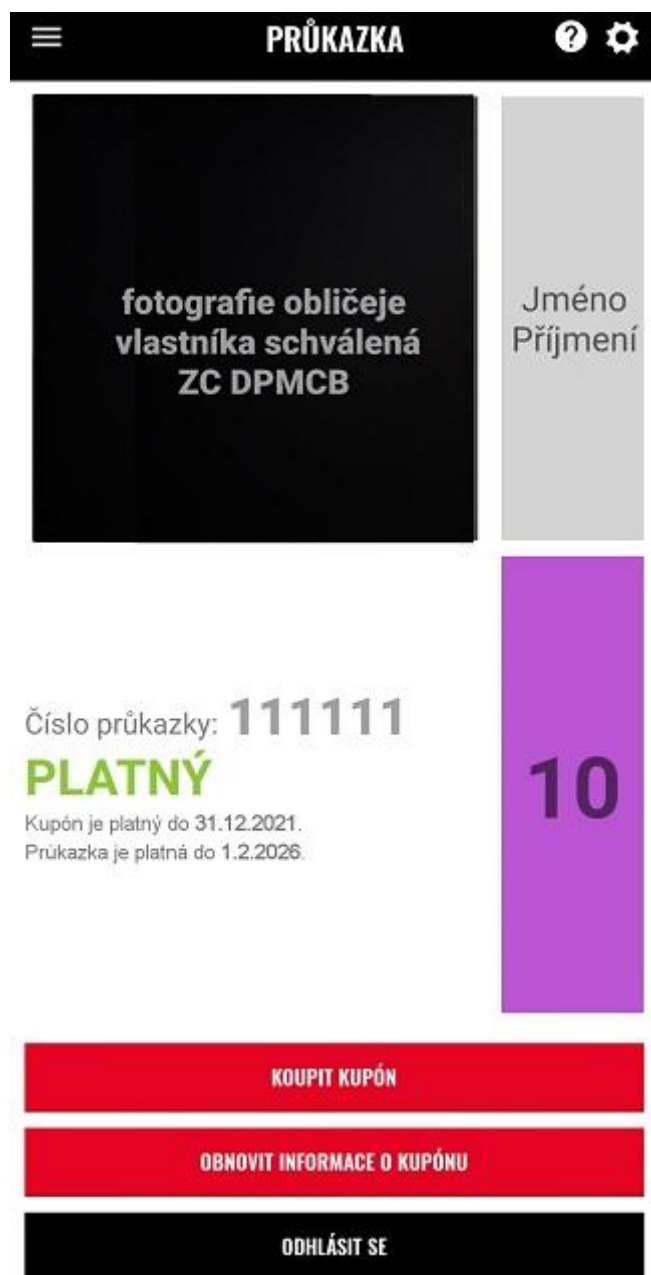 PRŮKAZKA
fotografie obličeje
vlastníka schválená
ZC DPMCB
Jméno
Příjmení
Číslo průkazky: 111111
PLATNÝ
Kupón je platný do 31.12.2021.
Prukazka je platná do 1.2.2026.
10
KOUPIT KUPÓN
OBNOVIT INFORMACE O KUPÓNU
ODHLÁSIT SE